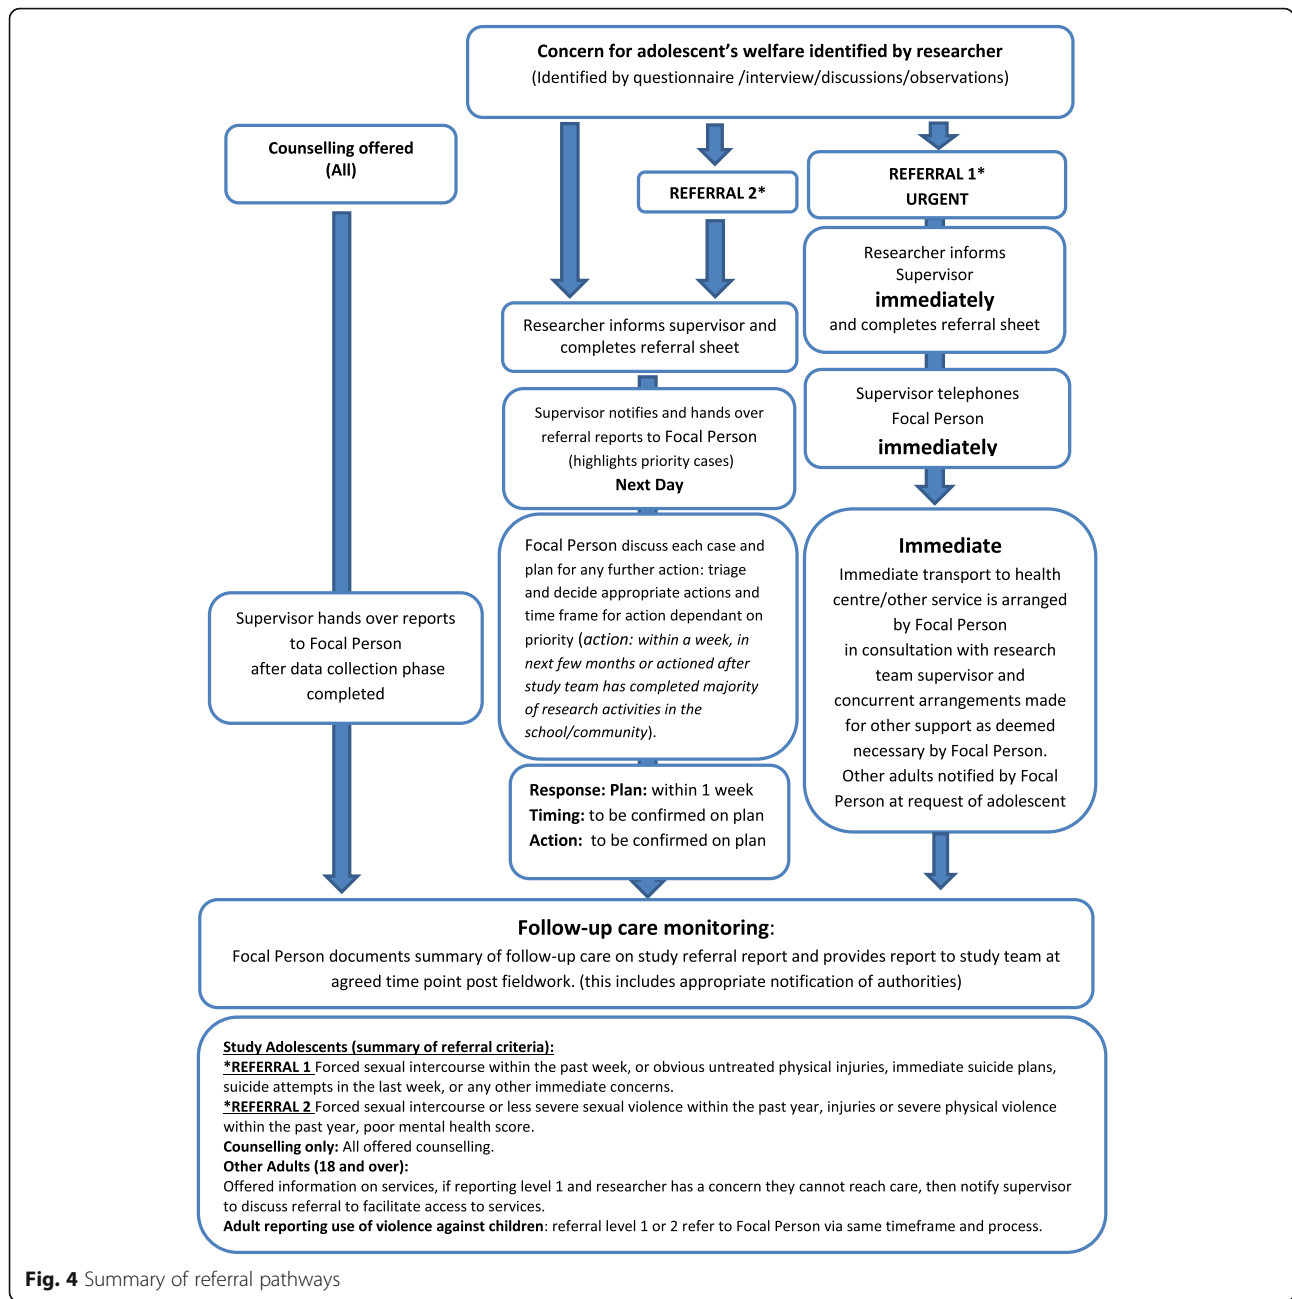 Concern for adolescent's welfare identified by researcher
(Identified by questionnaire /interview/discussions/observations)
Counselling offered
(All)
REFERRAL 2*
REFERRAL 1*
URGENT
Researcher informs
Supervisor
immediately
and completes referral sheet
Researcher informs supervisor and
completes referral sheet
Supervisor telephones
Focal Person
immediately
Supervisor notifies and hands over
referral reports to Focal Person
(highlights priority cases)
Next Day
Focal Person discuss each case and
plan for any further action: triage
and decide appropriate actions and
time frame for action dependant on
priority (action: within a week, in
next few months or actioned after
study team has completed majority
of research activities in the
school/community).
Immediate
Immediate transport to health
centre/other service is arranged
by Focal Person
in consultation with research
team supervisor and
concurrent arrangements made
for other support as deemed
necessary by Focal Person.
Other adults notified by Focal
Person at request of adolescent
Supervisor hands over reports
to Focal Person
after data collection phase
completed
Response: Plan: within 1 week
Timing: to be confirmed on plan
Action: to be confirmed on plan
Follow-up care monitoring:
Focal Person documents summary of follow-up care on study referral report and provides report to study team at
agreed time point post fieldwork. (this includes appropriate notification of authorities)
Study Adolescents (summary of referral criteria):
*REFERRAL 1 Forced sexual intercourse within the past week, or obvious untreated physical injuries, immediate suicide plans,
suicide attempts in the last week, or any other immediate concerns.
*REFERRAL 2 Forced sexual intercourse or less severe sexual violence within the past year, injuries or severe physical violence
within the past year, poor mental health score.
Counselling only: All offered counselling.
Other Adults (18 and over):
Offered information on services, if reporting level 1 and researcher has a concern they cannot reach care, then notify supervisor
to discuss referral to facilitate access to services.
Adult reporting use of violence against children: referral level 1 or 2 refer to Focal Person via same timeframe and process.
Fig. 4 Summary of referral pathways